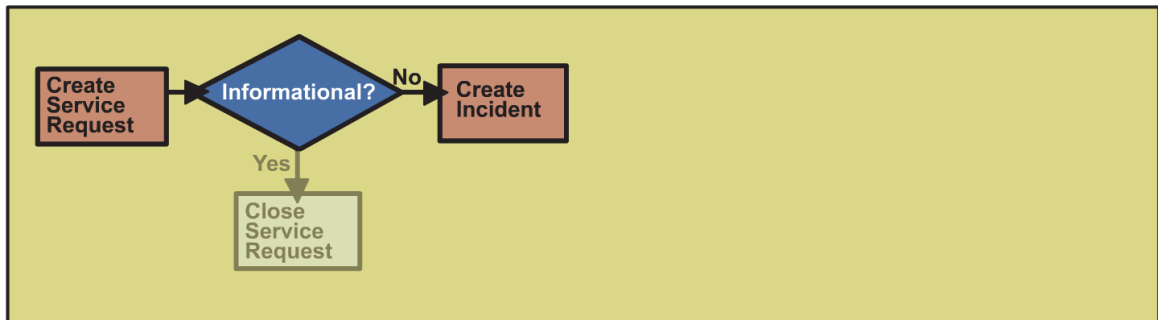 Create
Service
Request
Informational?
No
Create
Incident
Yes
Close
Service
Request